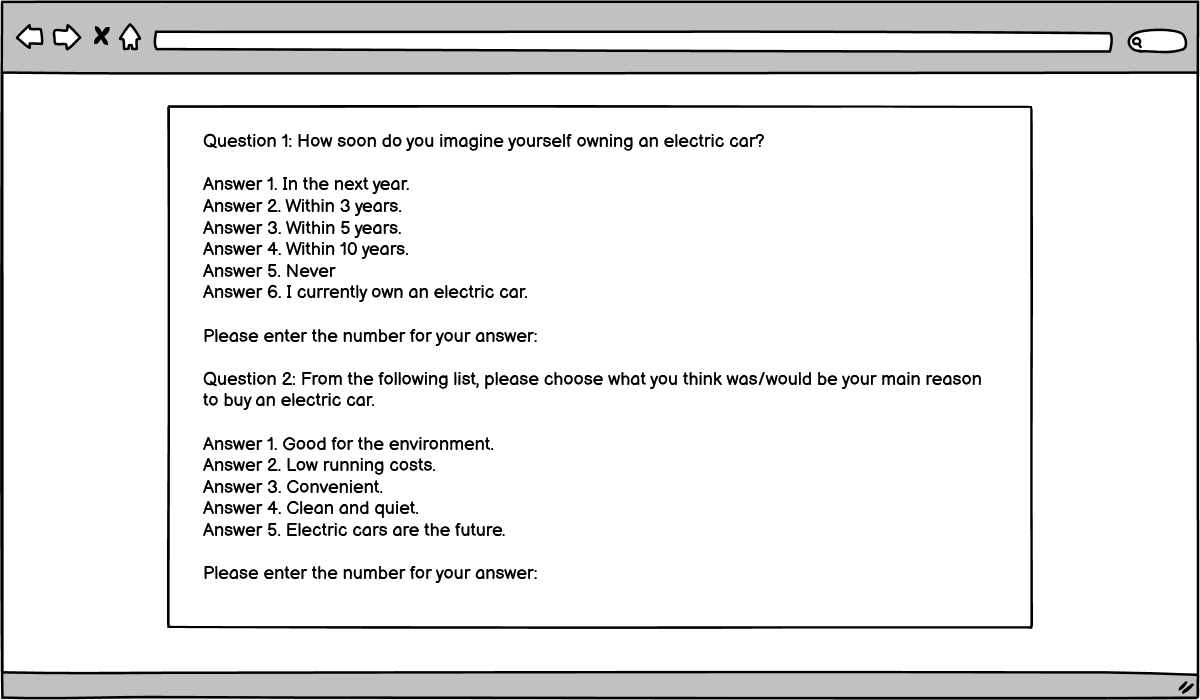 Question 1: How soon do you imagine yourself owning an electric car?
Answer 1. In the next year.
Answer 2. Within 3 years.
Answer 3. Within 5 years.
Answer 4. Within 10 years.
Answer 5. Never
Answer 6. I currently own an electric car.
Please enter the number for your answer:
Question 2: From the following list, please choose what you think was/would be your main reason
to buy an electric car.
Answer 1. Good for the environment.
Answer 2. Low running costs.
Answer 3. Convenient.
Answer 4. Clean and quiet.
Answer 5. Electric cars are the future.
Please enter the number for your answer: